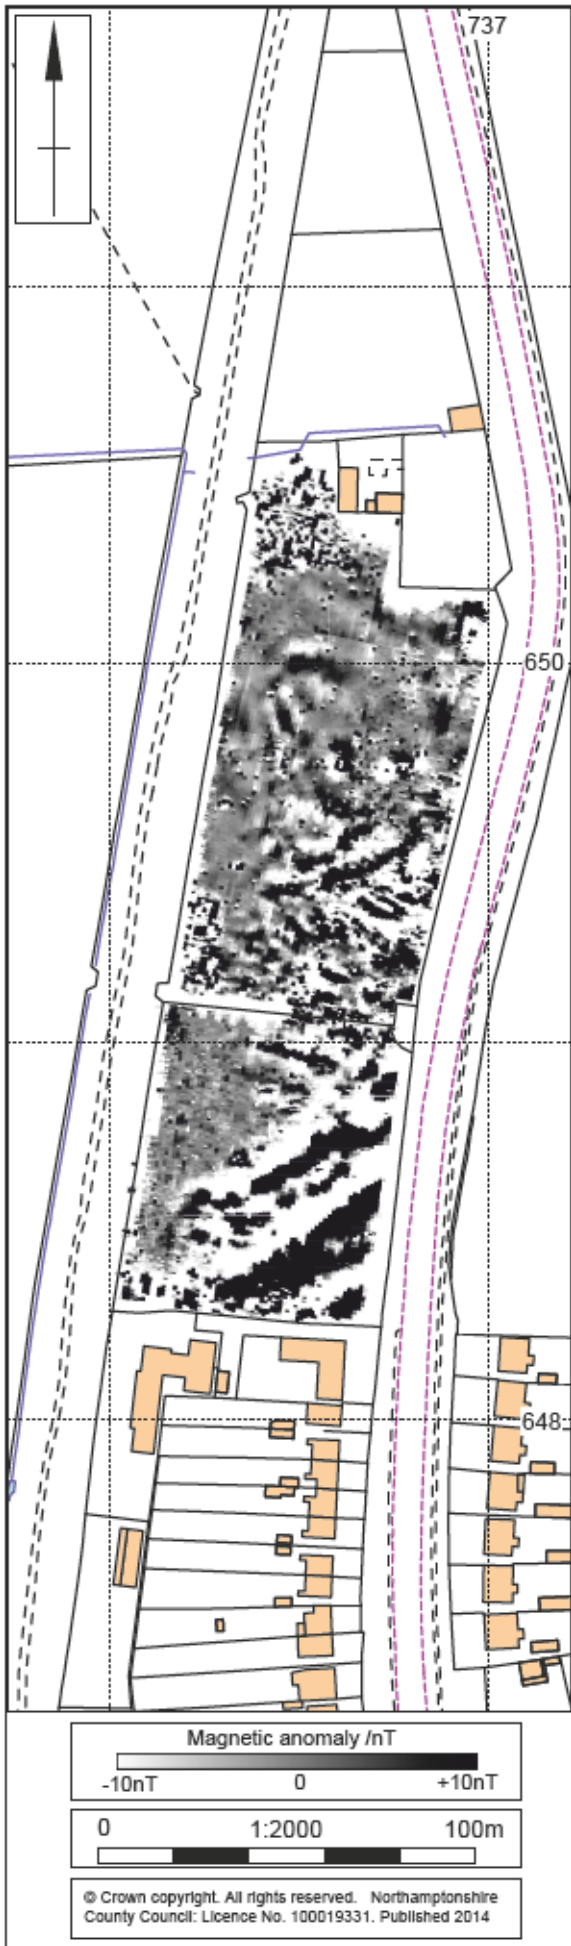 737
650
648
Magnetic anomaly /nT
-10nT 0 +10nT
0 1:2000 100m
© Crown copyright. All rights reserved. Northamptonshire
County Council: Licence No. 100019331. Published 2014